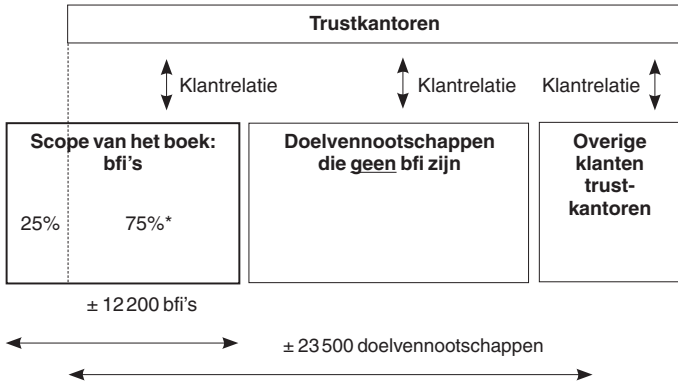 Trustkantoren
Klantrelatie
Klantrelatie
Klantrelatie
Scope van het boek:
bfi's
25%
75%*
Doelvennootschappen
die geen bfi zijn
Overige
klanten
trust-
kantoren
± 12 200 bfi's
± 23 500 doelvennootschappen